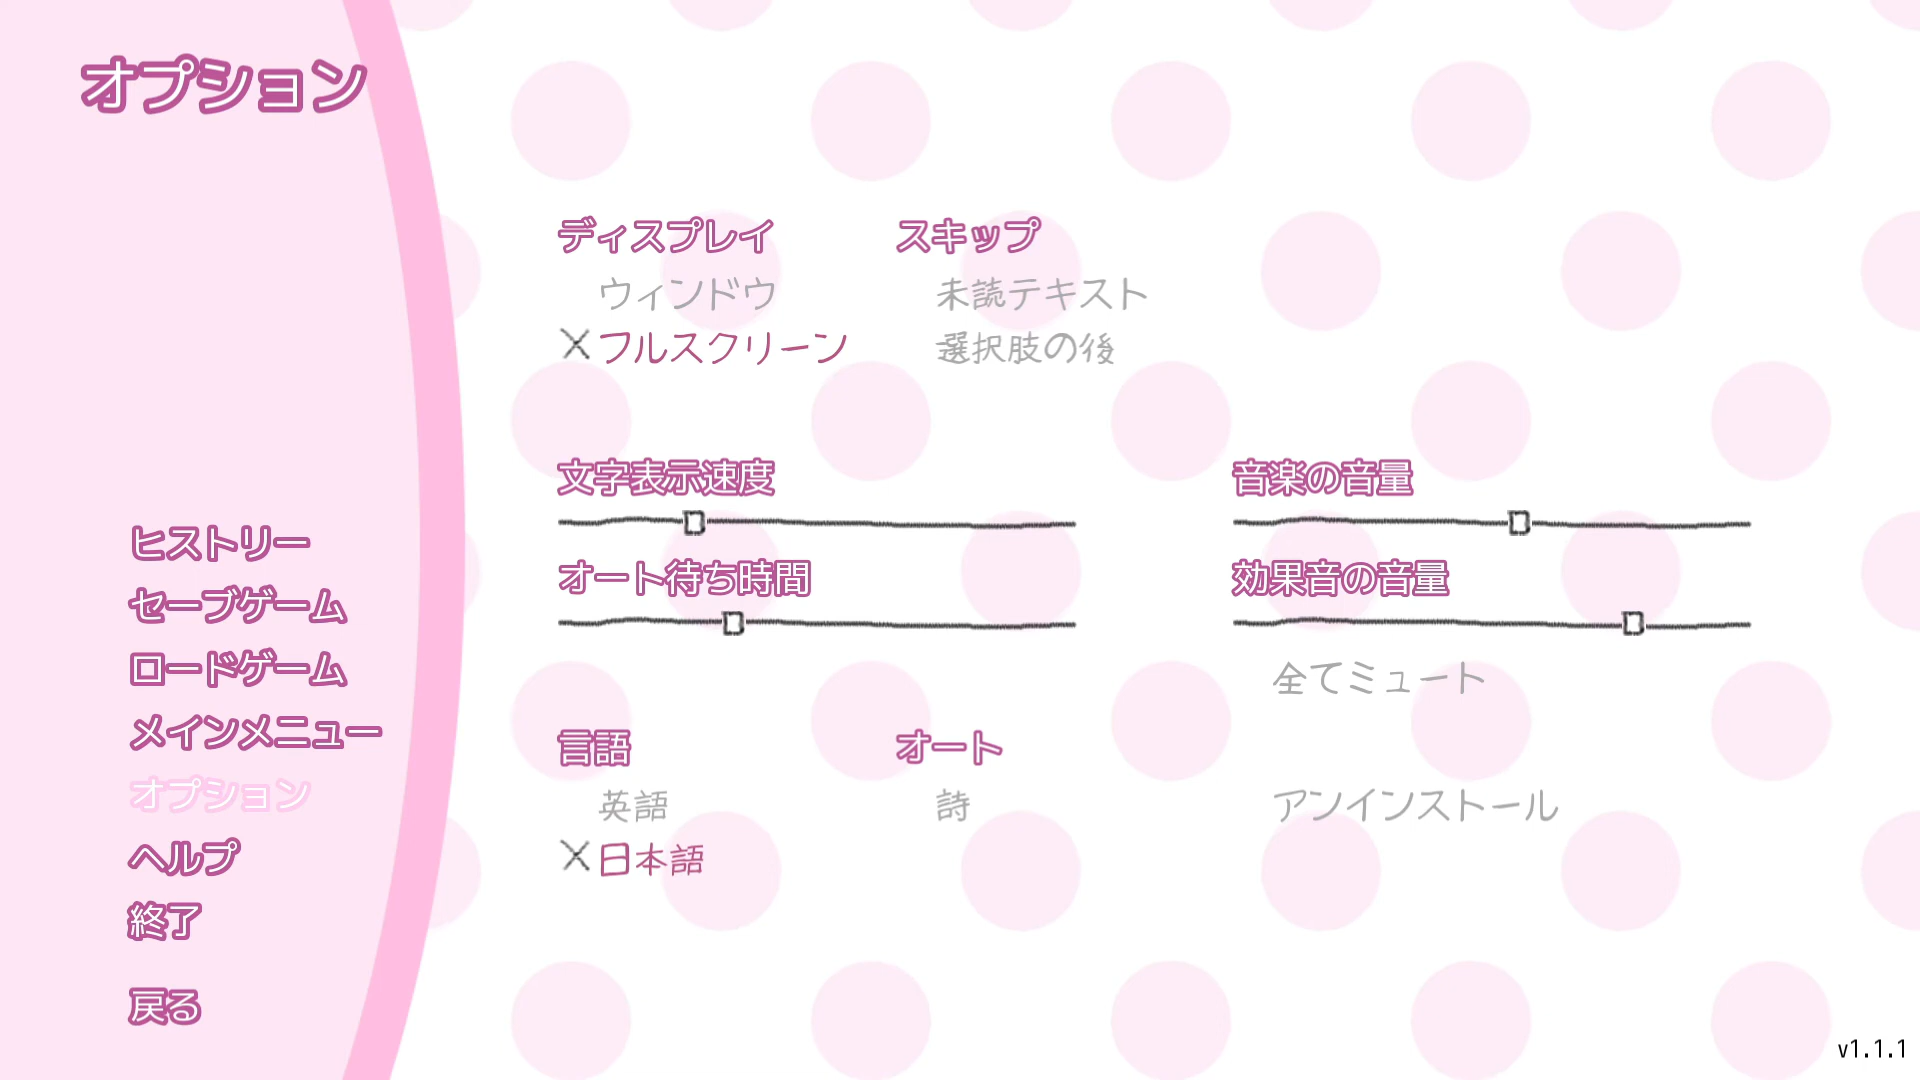 オプション
ヒストリー
セーブゲーム
ロードゲーム
メインメニュー
オプション
ヘルプ
終了
戻る
ディスプレイ
ウィンドウ
フルスクリーン
スキップ
未読テキスト
選択肢の後
文字表示速度
オート待ち時間
音楽の音量
効果音の音量
全てミュート
言語
英語
日本語
オート
詩
アンインストール
v1.1.1